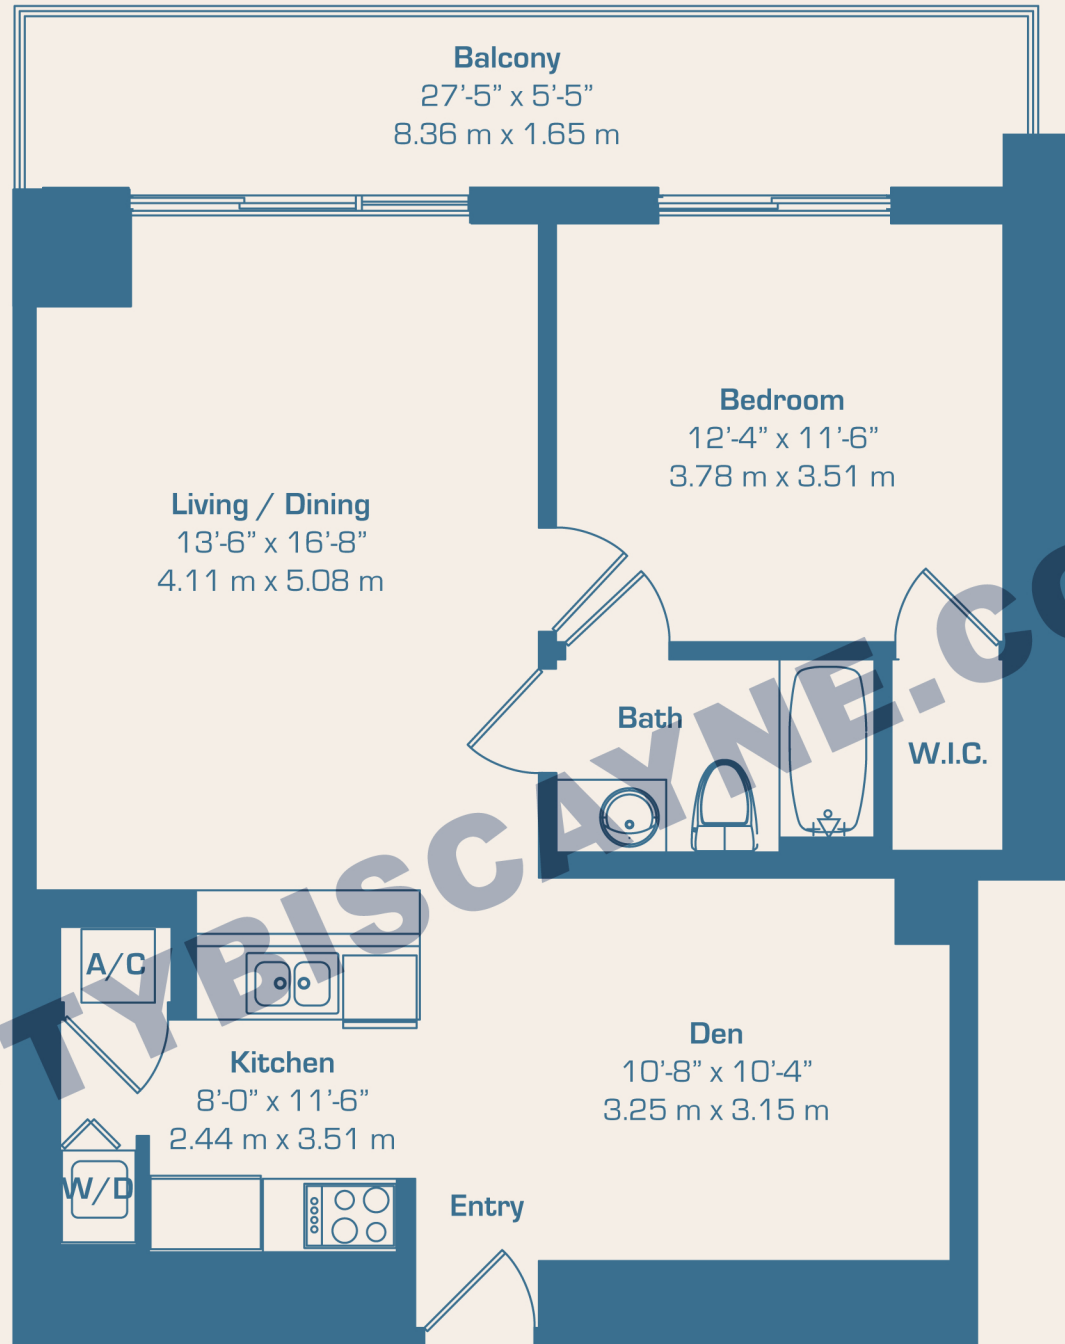 Balcony
27'-5” x 5'-5”
8.36 m x 1.65 m
Bedroom
12'-4” x 11'-6”
3.78 m x 3.51 m
Living / Dining
13'-6” x 16'-8”
4.11 m x 5.08 m
Bath
W.I.C.
TYBISCAYNE.CO
A/C
Kitchen
8'-0” x 11'-6”
2.44 m x 3.51 m
Den
10'-8” x 10'-4”
3.25 m x 3.15 m
W/D
Entry